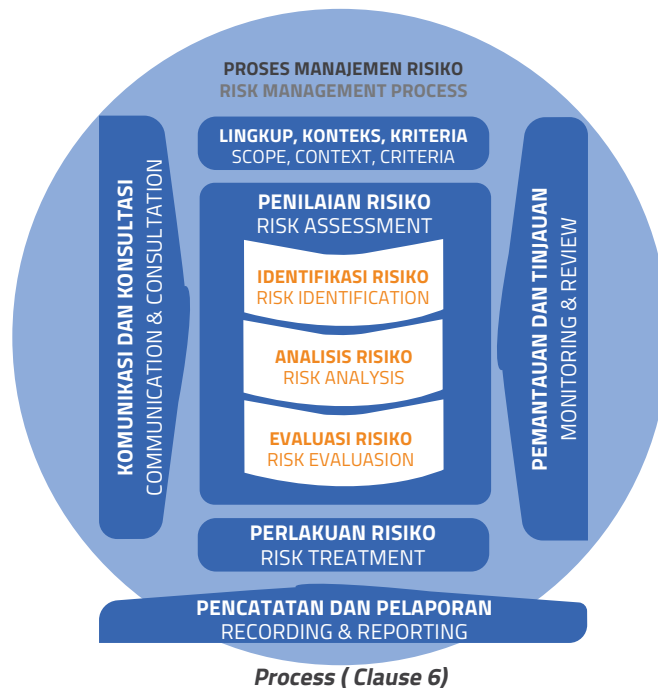 PROSES MANAJEMEN RISIKO
RISK MANAGEMENT PROCESS
LINGKUP, KONTEKS, KRITERIA
SCOPE, CONTEXT, CRITERIA
KOMUNIKASI DAN KONSULTASI
COMMUNICATION & CONSULTATION
PENILAIAN RISIKO
RISK ASSESSMENT
IDENTIFIKASI RISIKO
RISK IDENTIFICATION
ANALISIS RISIKO
RISK ANALYSIS
EVALUASI RISIKO
RISK EVALUASION
PEMANTAUAN DAN TINJAUAN
MONITORING & REVIEW
PERLAKUAN RISIKO
RISK TREATMENT
PENCATATAN DAN PELAPORAN
RECORDING & REPORTING
Process ( Clause 6)